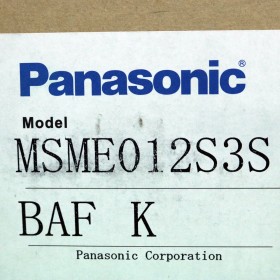 Panasonic®
Model
MSME012S3S
BAF K
Panasonic Corporation